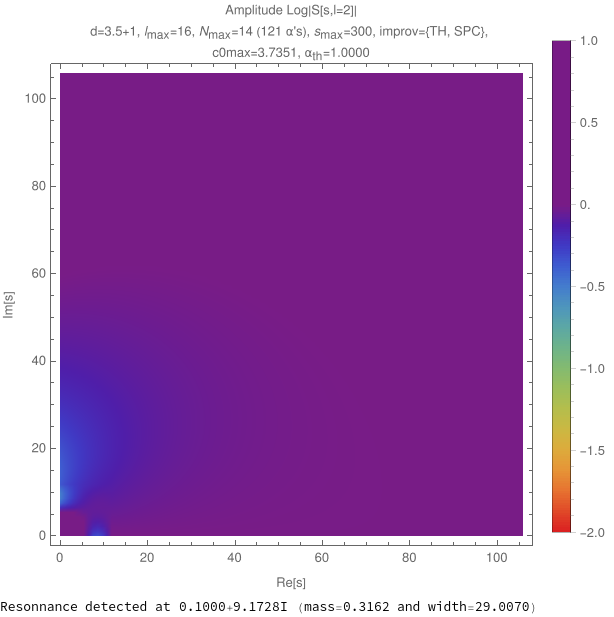 Amplitude Log|S[s,l=2]|
d=3.5+1, lmax=16, Nmax=14 (121 α's), smax=300, improv={TH, SPC},
c0max=3.7351, αth=1.0000
1.0
0.5
0.
−0.5
−1.0
−1.5
−2.0
100
80
60
40
20
0
Im[s]
0 20 40 60 80 100
Re[s]
Resonnance detected at 0.1000+9.1728I (mass=0.3162 and width=29.0070)